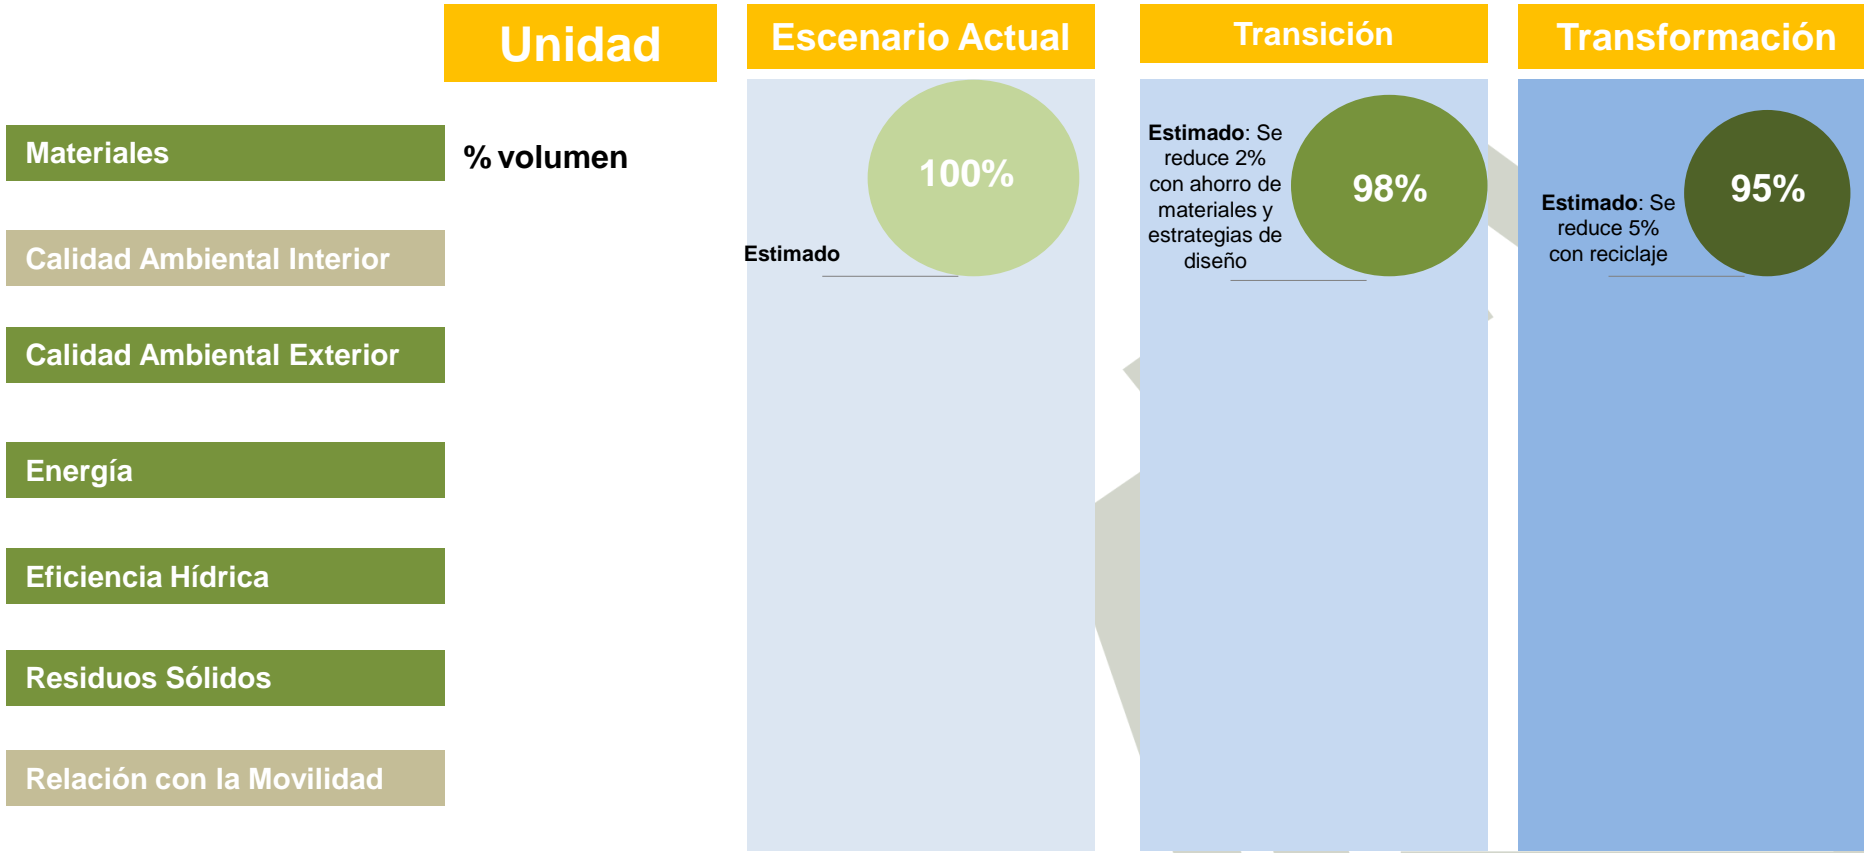 Unidad
Escenario Actual
Transición
Transformación
Materiales
% volumen
Estimado
100%
Estimado: Se
reduce 2%
con ahorro de
materiales y
estrategias de
diseño
98%
Estimado: Se
reduce 5%
con reciclaje
95%
Calidad Ambiental Interior
Calidad Ambiental Exterior
Energía
Eficiencia Hídrica
Residuos Sólidos
Relación con la Movilidad